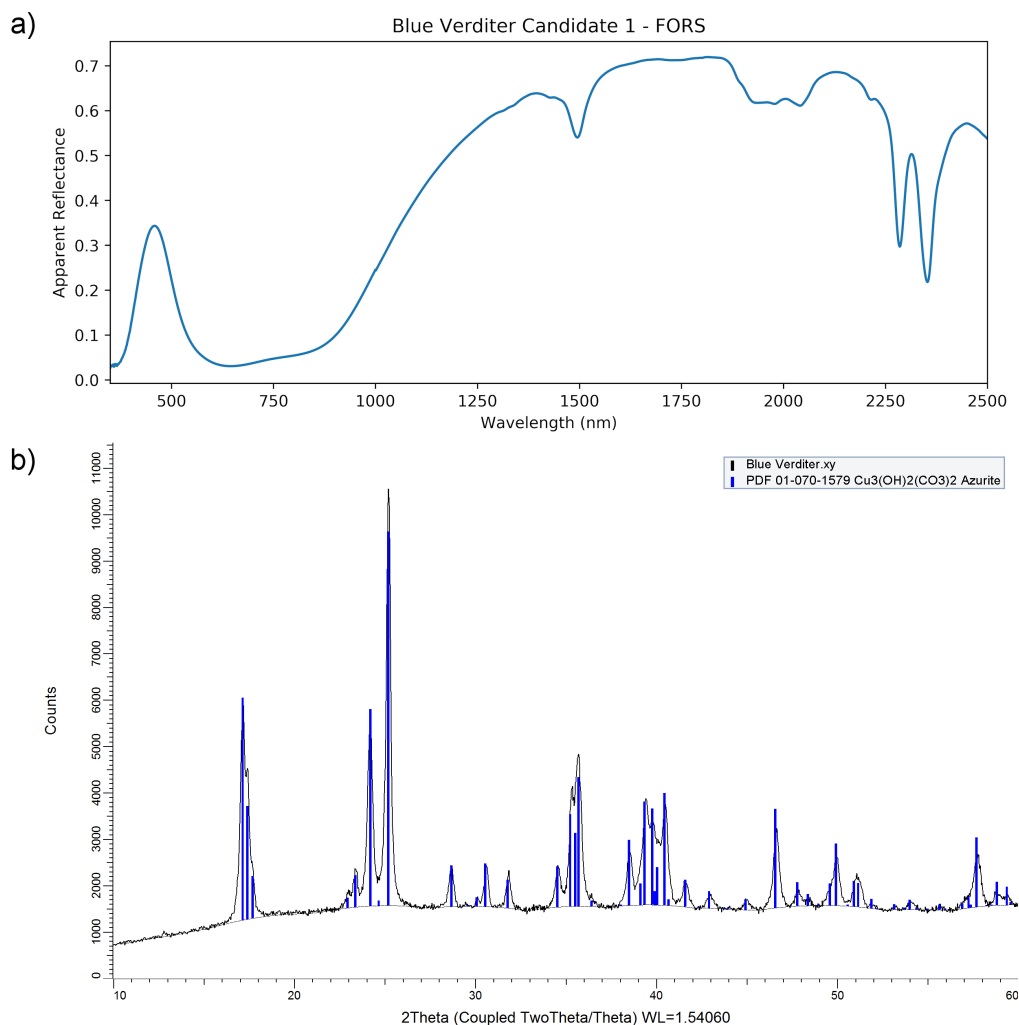 a)
Blue Verditer Candidate 1 - FORS
Apparent Reflectance
0.7
0.6
0.5
0.4
0.3
0.2
0.1
0.0
500 750 1000 1250 1500 1750 2000 2250 2500
Wavelength (nm)
b)
Blue Verditer.xy
PDF 01-070-1579 Cu3(OH)2(CO3)2 Azurite
Counts
11000
10000
9000
8000
7000
6000
5000
4000
3000
2000
1000
0
10 20 30 40 50 60
2Theta (Coupled TwoTheta/Theta) WL=1.54060